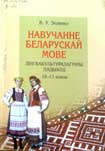 В. У. Зелянко
НАВУЧАННЕ
БЕЛАРУСКАЙ
МОВЕ
ЛІНГВАКУЛЬТУРАЛАГІЧНЫ
ПАДЫХОД
10–11 класы